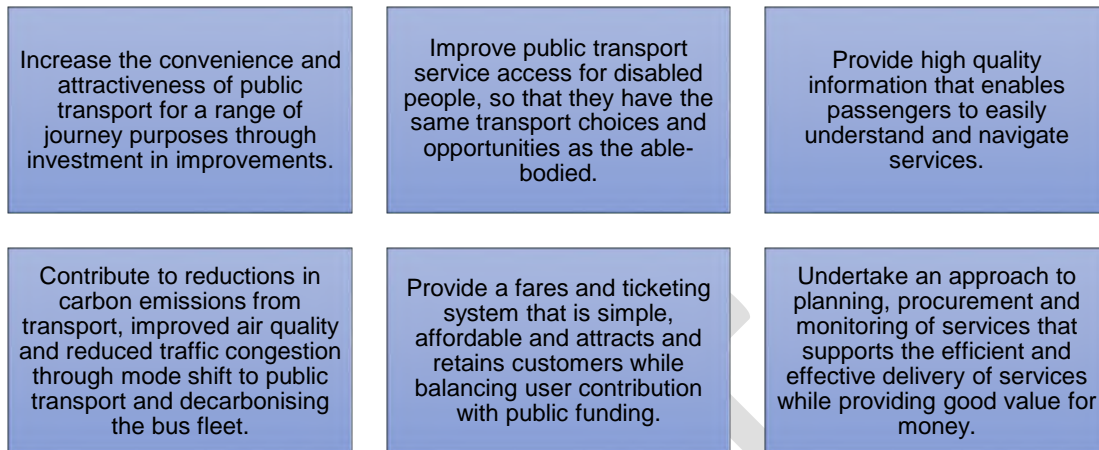 Increase the convenience and
attractiveness of public
transport for a range of
journey purposes through
investment in improvements.
Improve public transport
service access for disabled
people, so that they have the
same transport choices and
opportunities as the able-
bodied.
Provide high quality
information that enables
passengers to easily
understand and navigate
services.
Contribute to reductions in
carbon emissions from
transport, improved air quality
and reduced traffic congestion
through mode shift to public
transport and decarbonising
the bus fleet.
Provide a fares and ticketing
system that is simple,
affordable and attracts and
retains customers while
balancing user contribution
with public funding.
Undertake an approach to
planning, procurement and
monitoring of services that
supports the efficient and
effective delivery of services
while providing good value for
money.